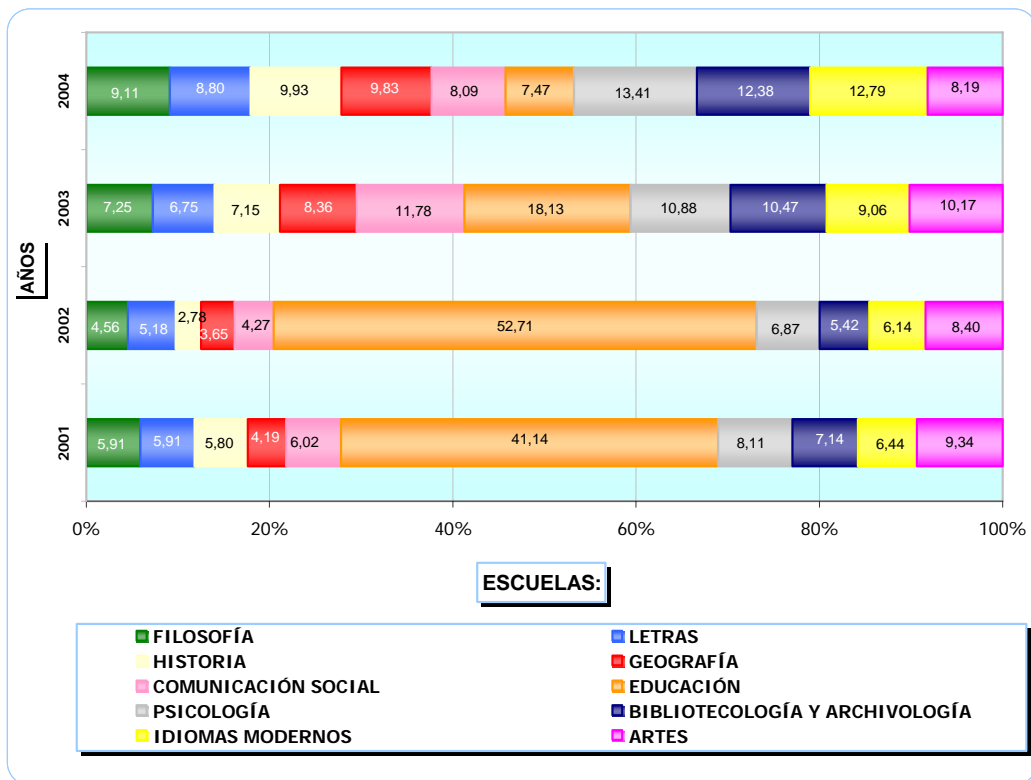 AÑOS
2004
9,11 8,80 9,93 9,83 8,09 7,47 13,41 12,38 12,79 8,19
2003
7,25 6,75 7,15 8,36 11,78 18,13 10,88 10,47 9,06 10,17
2002
4,56 5,18 2,78 3,65 4,27 52,71 6,87 5,42 6,14 8,40
2001
5,91 5,91 5,80 4,19 6,02 41,14 8,11 7,14 6,44 9,34
0% 20% 40% 60% 80% 100%
ESCUELAS:
FILOSOFÍA LETRAS
HISTORIA GEOGRAFÍA
COMUNICACIÓN SOCIAL EDUCACIÓN
PSICOLOGÍA BIBLIOTECOLOGÍA Y ARCHIVOLOGÍA
IDIOMAS MODERNOS ARTES